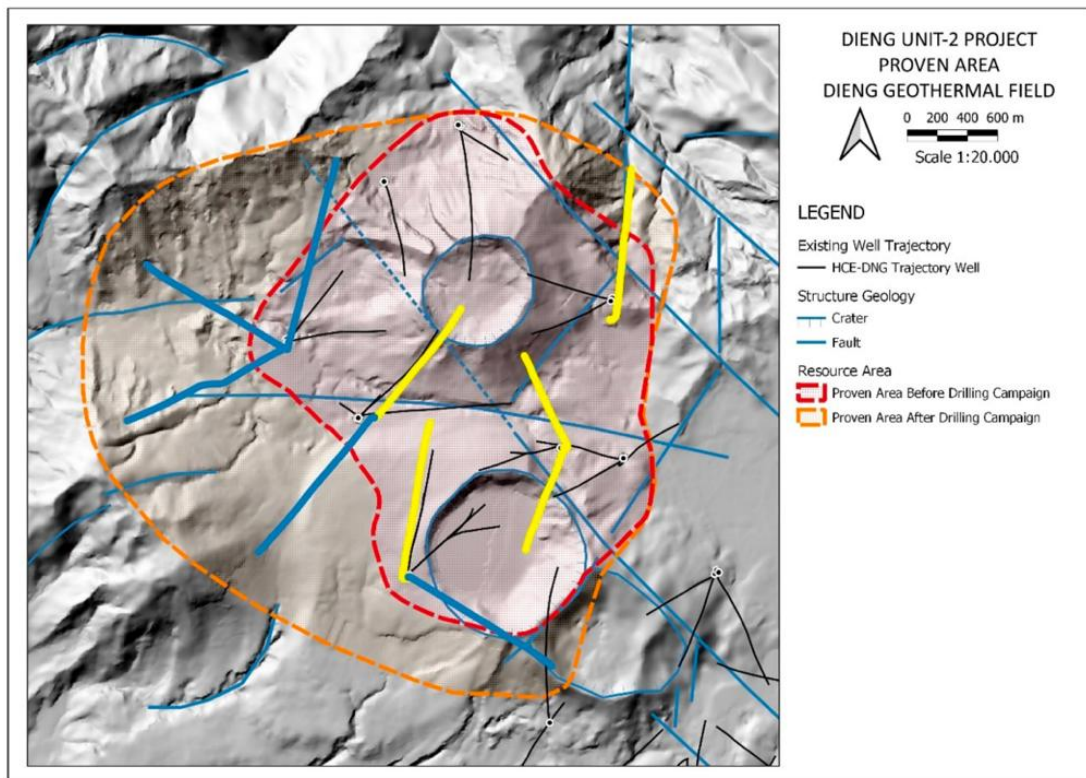 DIENG UNIT-2 PROJECT
PROVEN AREA
DIENG GEOTHERMAL FIELD
0 200 400 600 m
Scale 1:20.000
LEGEND
Existing Well Trajectory
HCE-DNG Trajectory Well
Structure Geology
Crater
Fault
Resource Area
Proven Area Before Drilling Campaign
Proven Area After Drilling Campaign